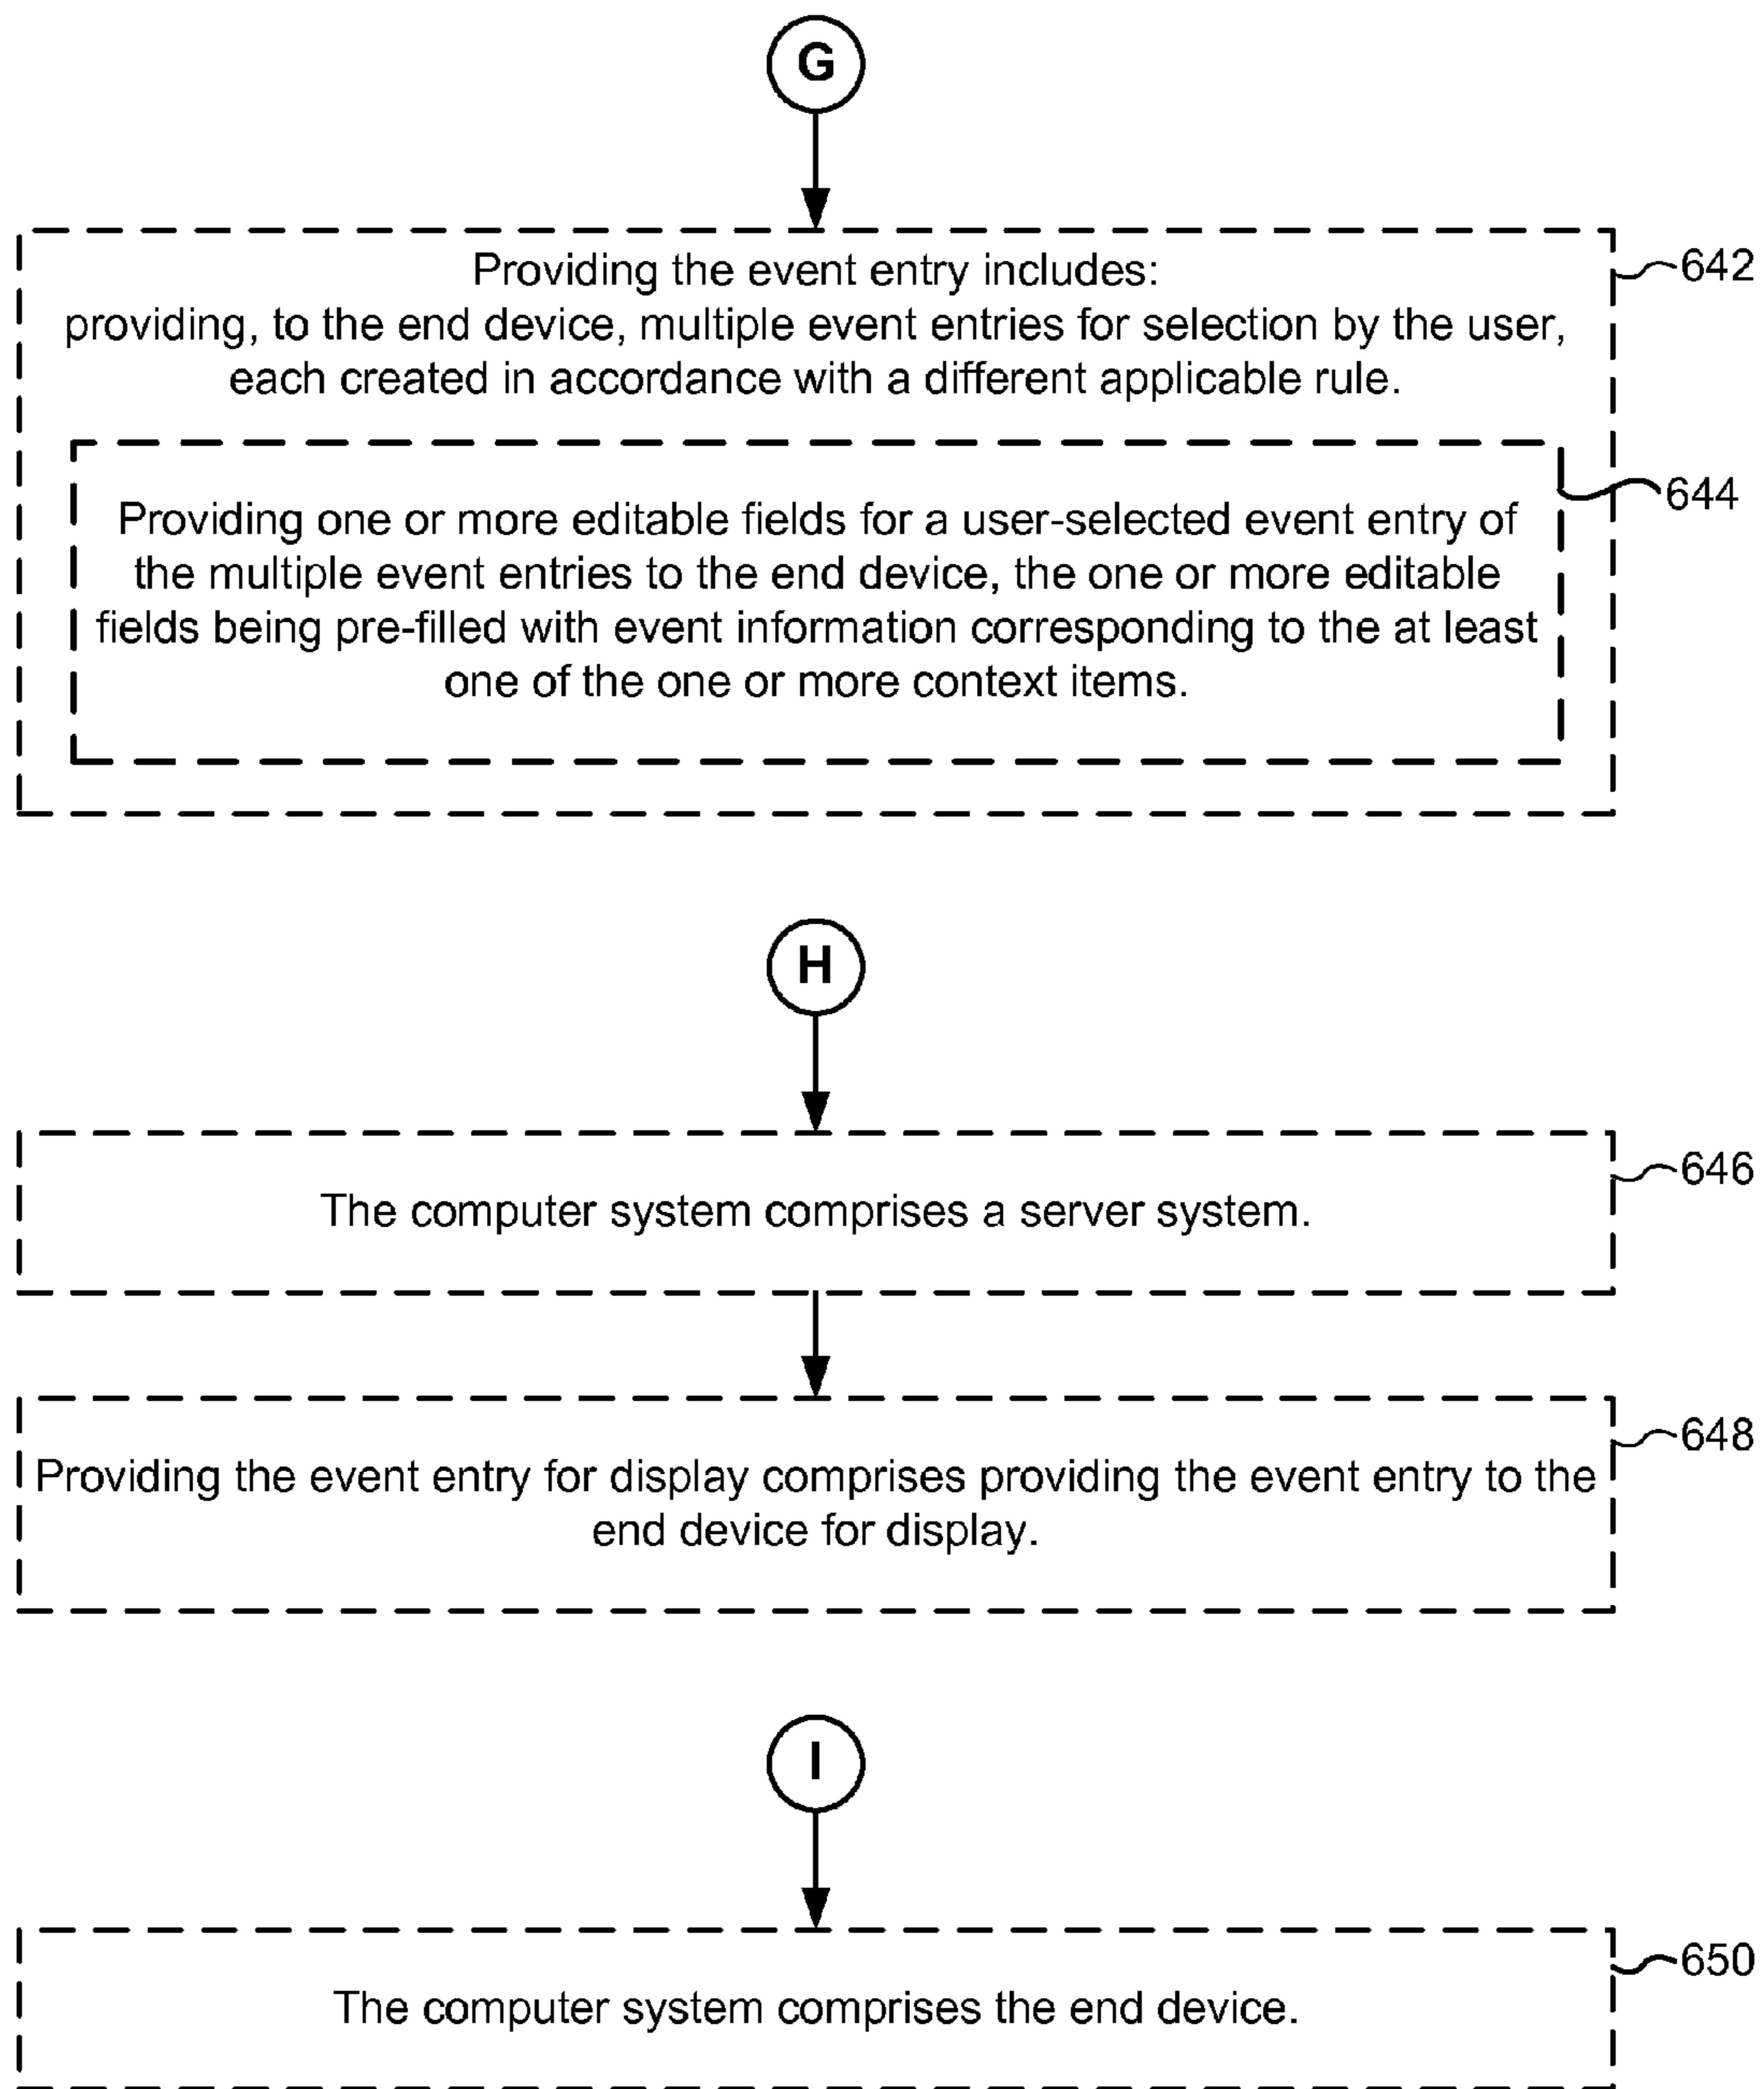 G
Providing the event entry includes:
642
providing, to the end device, multiple event entries for selection by the user,
each created in accordance with a different applicable rule.
644
Providing one or more editable fields for a user-selected event entry of
the multiple event entries to the end device, the one or more editable
fields being pre-filled with event information corresponding to the at least
one of the one or more context items.
H
646
The computer system comprises a server system.
648
Providing the event entry for display comprises providing the event entry to the
end device for display.
I
650
The computer system comprises the end device.